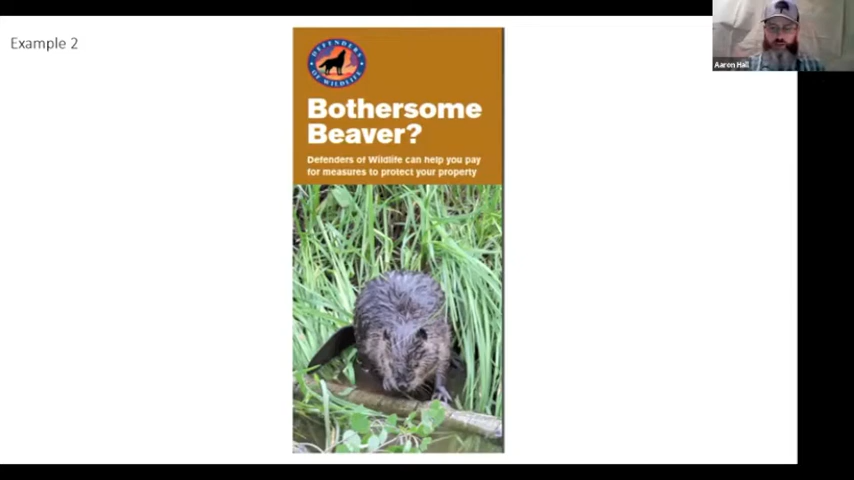 Example 2
DEFENDERS
OF WILDLIFE
Bothersome
Beaver?
Defenders of Wildlife can help you pay
for measures to protect your property
Aaron Hall